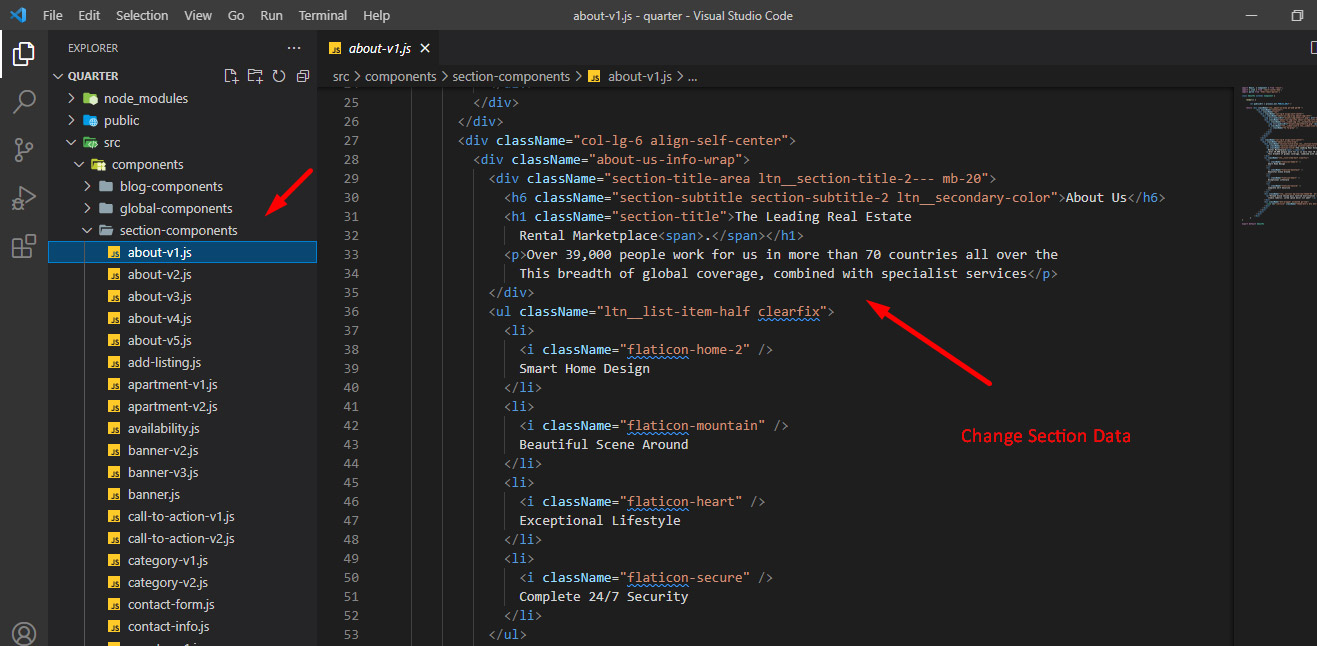 File Edit Selection View Go Run Terminal Help
about-v1.js - quarter - Visual Studio Code
EXPLORER
QUARTER
node_modules
public
src
components
blog-components
global-components
section-components
about-v1.js
about-v2.js
about-v3.js
about-v4.js
about-v5.js
add-listing.js
apartment-v1.js
apartment-v2.js
availability.js
banner-v2.js
banner-v3.js
banner.js
call-to-action-v1.js
call-to-action-v2.js
category-v1.js
category-v2.js
contact-form.js
contact-info.js
JS about-v1.js
src > components > section-components > JS about-v1.js > ...
25 </div>
26 </div>
27 <div className="col-lg-6 align-self-center">
28 <div className="about-us-info-wrap">
29 <div className="section-title-area ltn__section-title-2--- mb-20">
30 <h6 className="section-subtitle section-subtitle-2 ltn__secondary-color">About Us</h6>
31 <h1 className="section-title">The Leading Real Estate
32 Rental Marketplace<span>.</span></h1>
33 <p>Over 39,000 people work for us in more than 70 countries all over the
34 This breadth of global coverage, combined with specialist services</p>
35 </div>
36 <ul className="ltn__list-item-half clearfix">
37 <li>
38 <i className="flaticon-home-2" />
39 Smart Home Design
40 </li>
41 <li>
42 <i className="flaticon-mountain" />
43 Beautiful Scene Around
44 </li>
45 <li>
46 <i className="flaticon-heart" />
47 Exceptional Lifestyle
48 </li>
49 <li>
50 <i className="flaticon-secure" />
51 Complete 24/7 Security
52 </li>
53 </ul>
Change Section Data